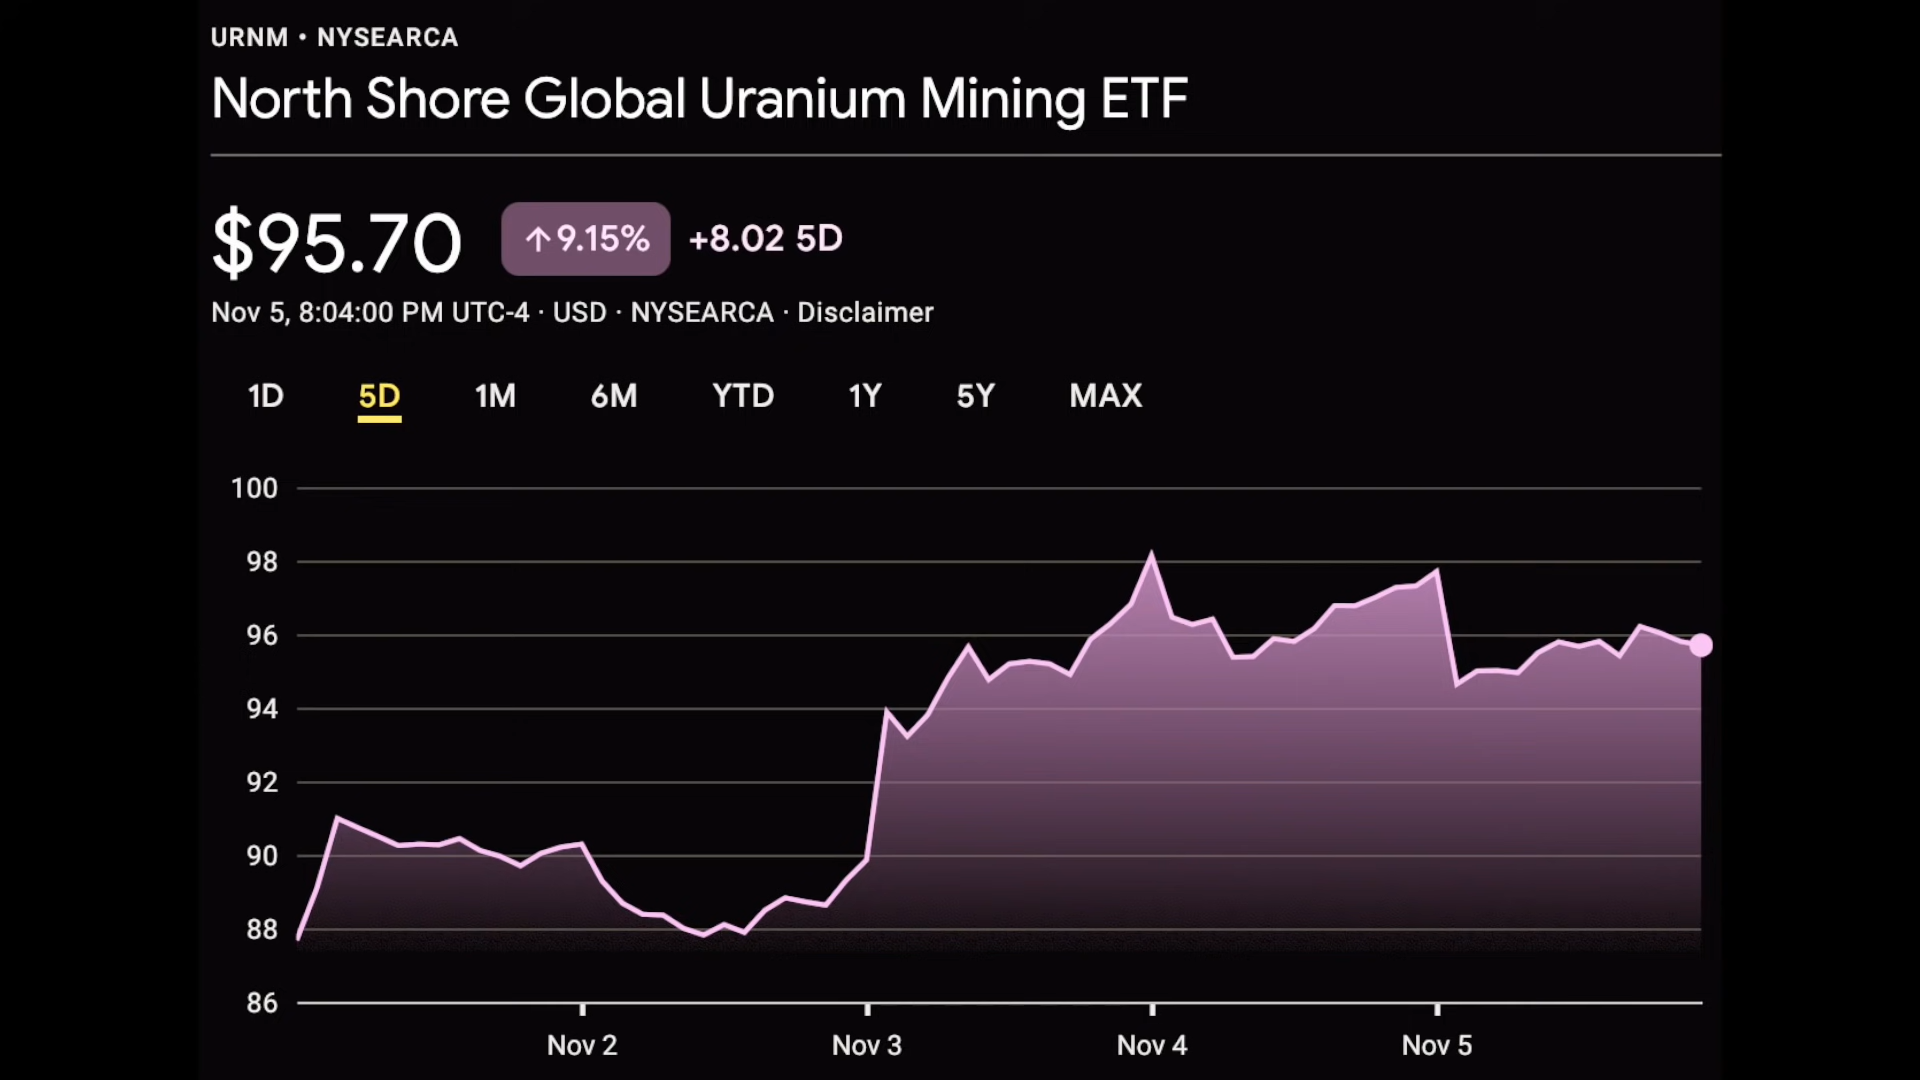 URNM • NYSEARCA
North Shore Global Uranium Mining ETF
$95.70 ↑9.15% +8.02 5D
Nov 5, 8:04:00 PM UTC-4 · USD · NYSEARCA · Disclaimer
1D 5D 1M 6M YTD 1Y 5Y MAX
100
98
96
94
92
90
88
86
Nov 2 Nov 3 Nov 4 Nov 5